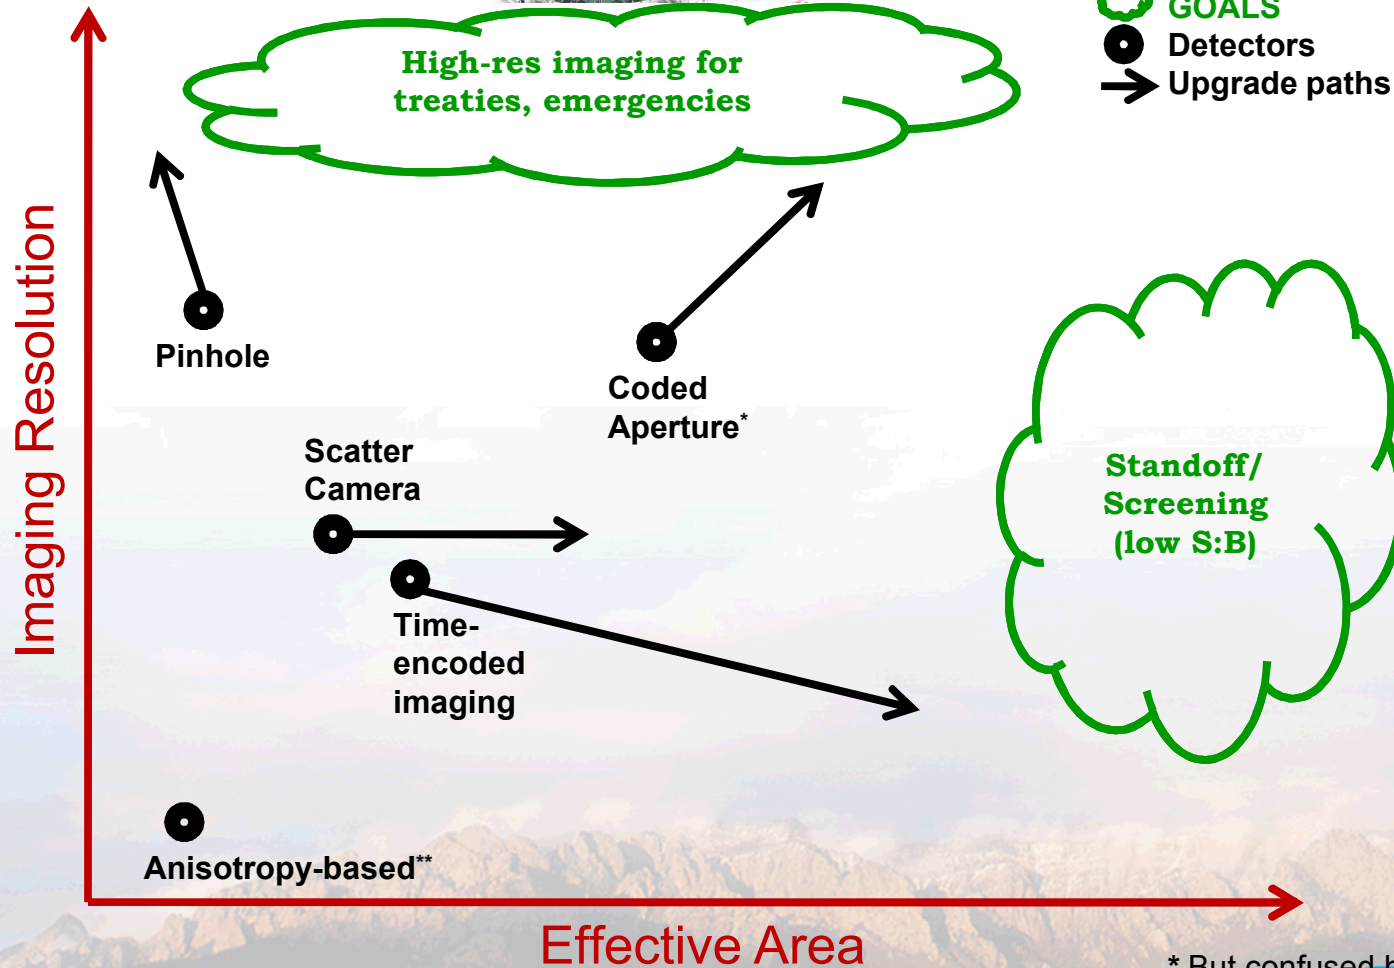 GOALS
Detectors
Upgrade paths
High-res imaging for
treaties, emergencies
Imaging Resolution
Pinhole
Coded
Aperture*
Scatter
Camera
Standoff/
Screening
(low S:B)
Time-
encoded
imaging
Anisotropy-based**
Effective Area
* But confused